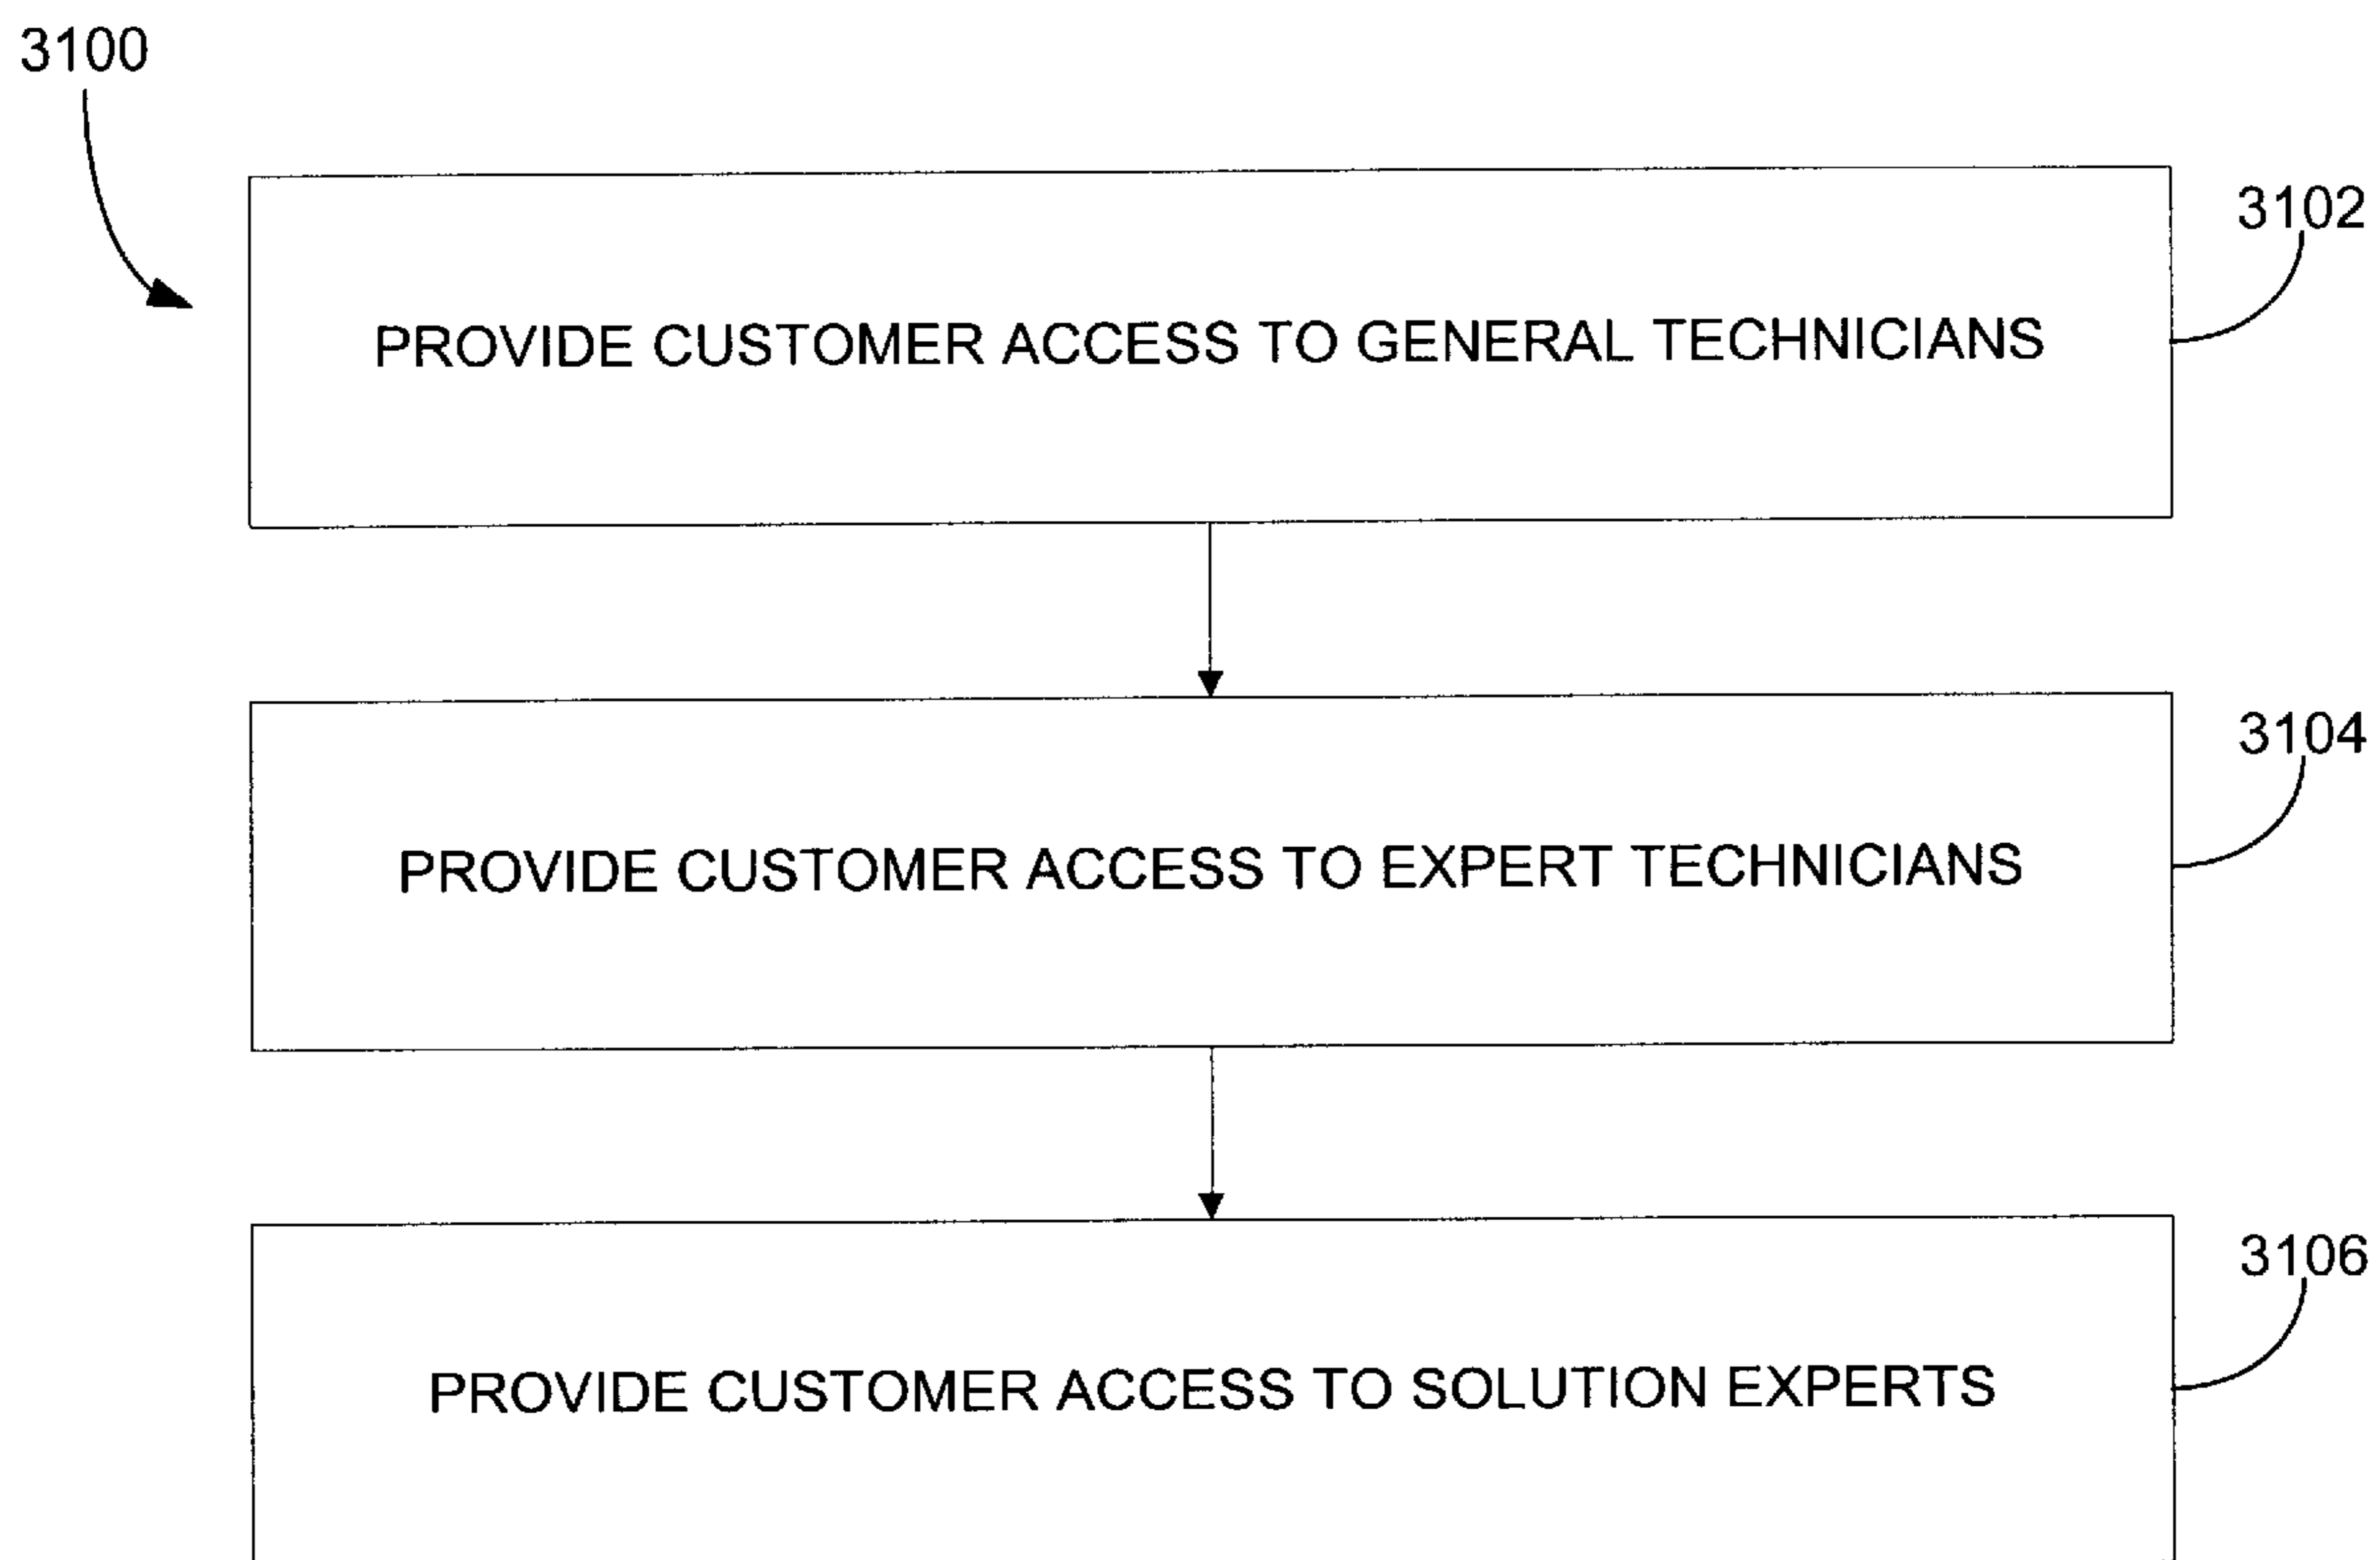 3100
3102
PROVIDE CUSTOMER ACCESS TO GENERAL TECHNICIANS
3104
PROVIDE CUSTOMER ACCESS TO EXPERT TECHNICIANS
3106
PROVIDE CUSTOMER ACCESS TO SOLUTION EXPERTS